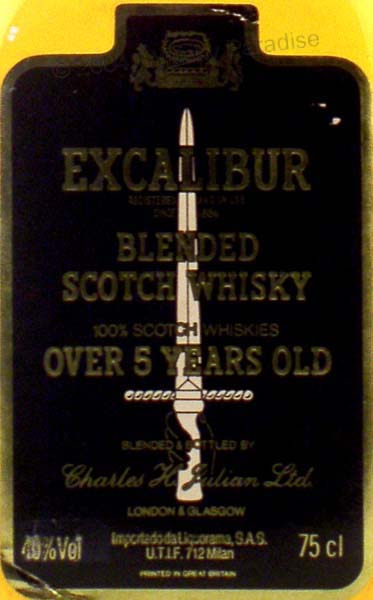 EXCALIBUR
BLENDED
SCOTCH WHISKY
100% SCOTCH WHISKIES
OVER 5 YEARS OLD
BLENDED & BOTTLED BY
Charles H. Julian Ltd.
LONDON & GLASGOW
40% Vol
Importato da Liquorama, S.A.S.
U.T.I.F. 712 Milan
75 cl
PRINTED IN GREAT BRITAIN